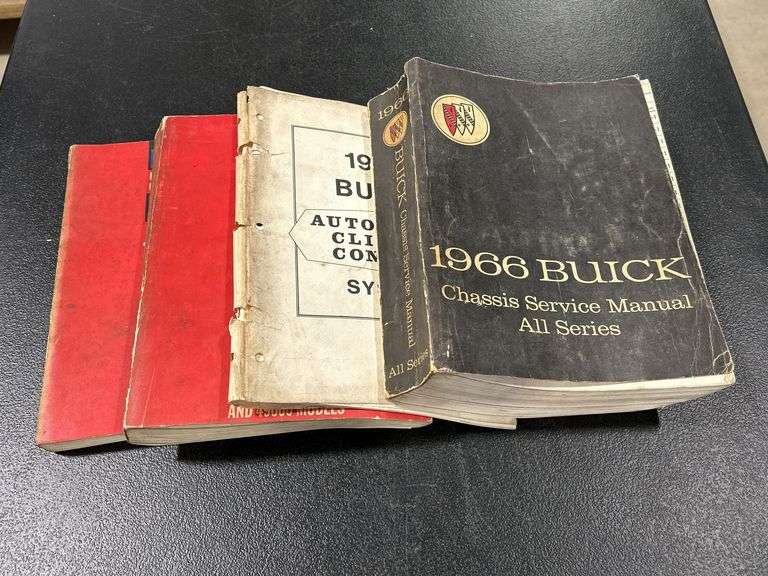 AND
MODELS
19
BU
AUTO
CLI
CON
SY
1966 BUICK Chassis Service Manual All Series
1966 BUICK
Chassis Service Manual
All Series